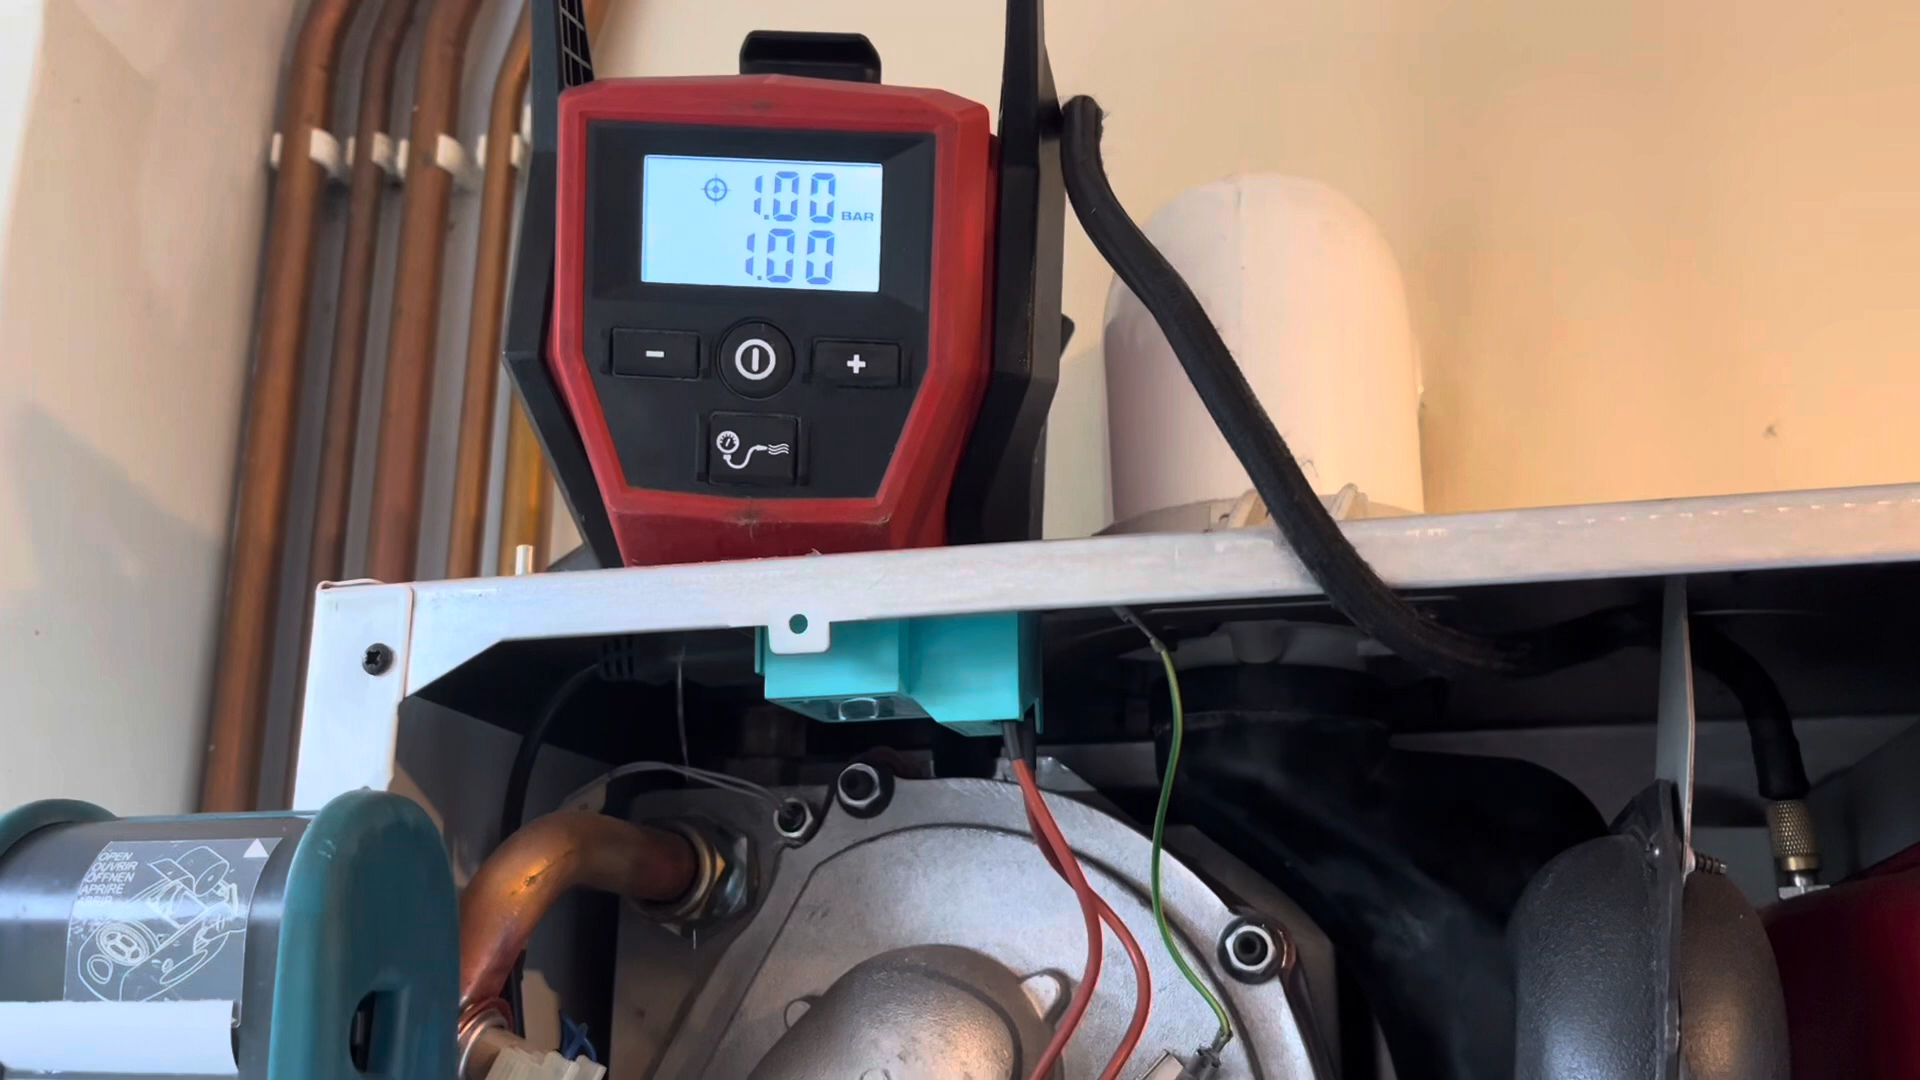 1.00 BAR
1.00
- +
OPEN
OUVRIR
ÖFFNEN
APRIRE